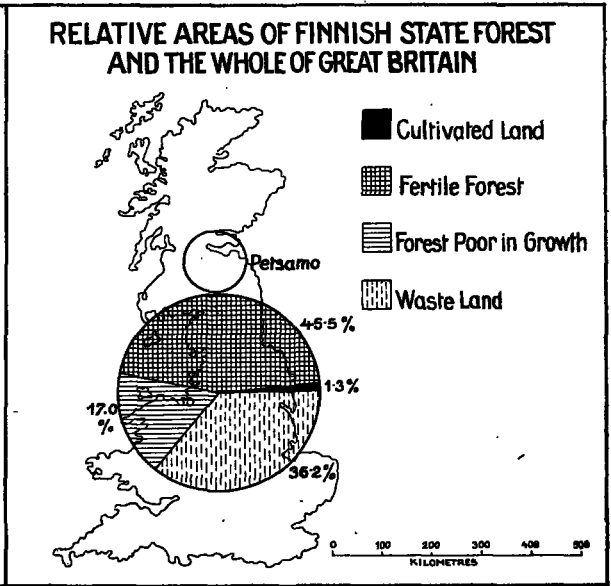 RELATIVE AREAS OF FINNISH STATE FOREST
AND THE WHOLE OF GREAT BRITAIN
Cultivated Land
Fertile Forest
Forest Poor in Growth
Waste Land
Petsamo
45·5%
1·3%
17.0
%
36·2%
0 100 200 300 400 500
KILOMETRES